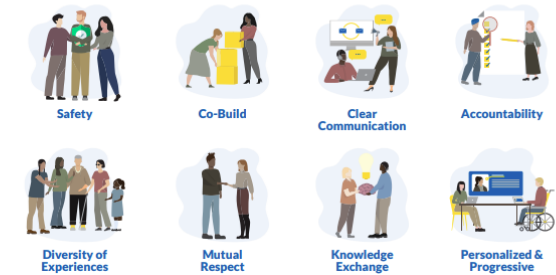 Safety
Co-Build
Clear
Communication
Accountability
Diversity of
Experiences
Mutual
Respect
Knowledge
Exchange
Personalized &
Progressive